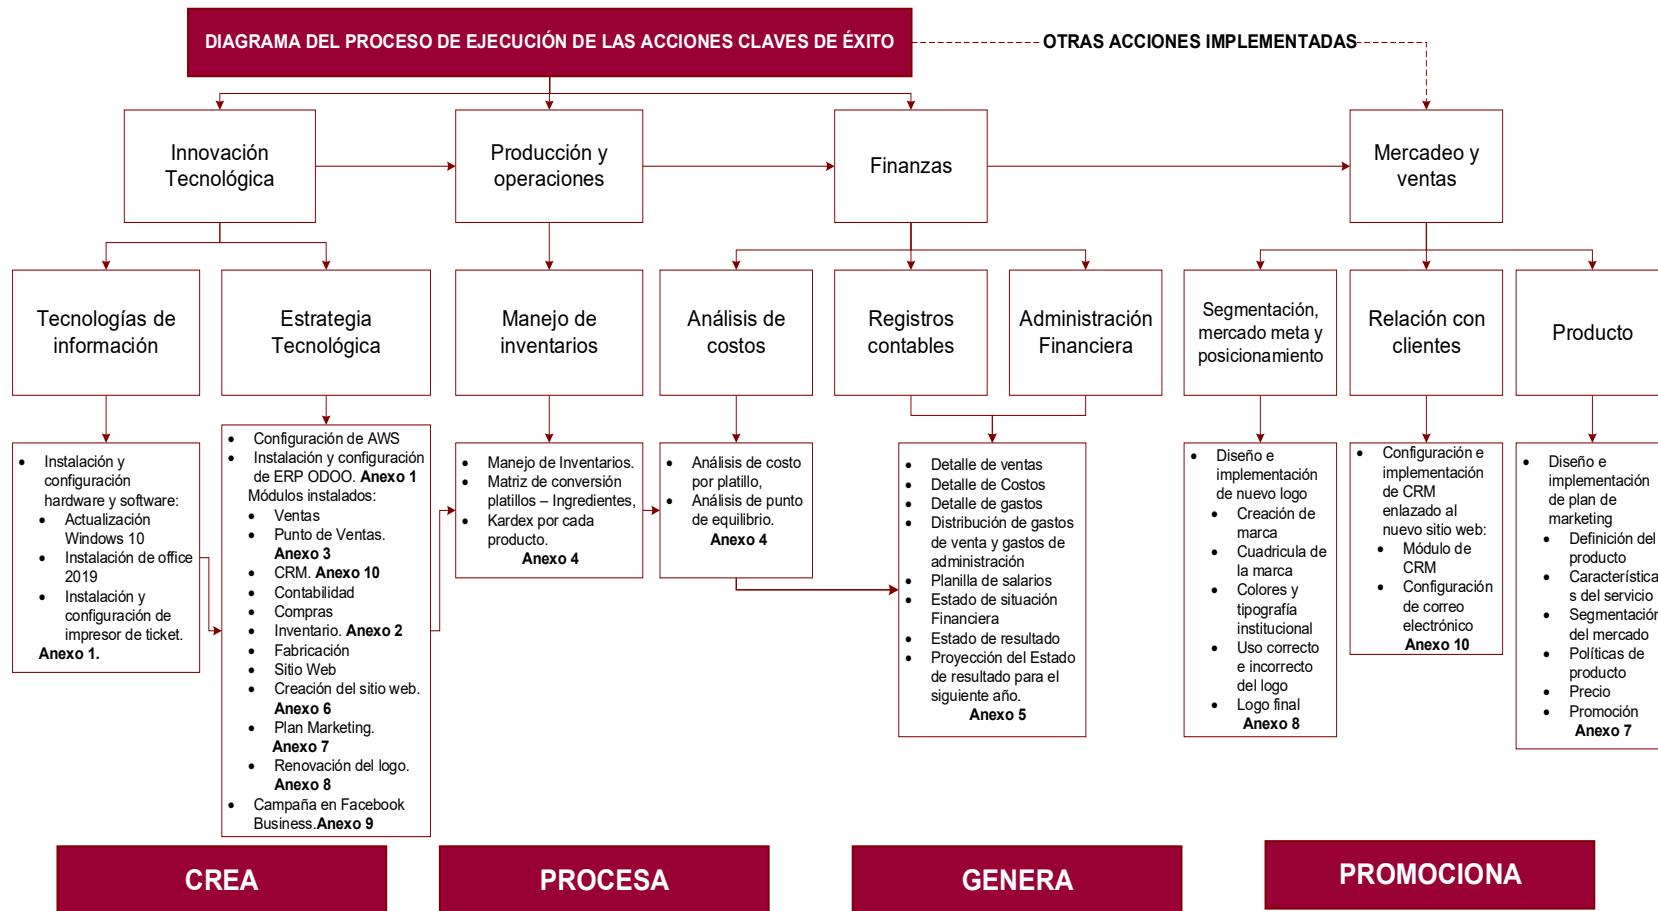 DIAGRAMA DEL PROCESO DE EJECUCIÓN DE LAS ACCIONES CLAVES DE ÉXITO
OTRAS ACCIONES IMPLEMENTADAS
Innovación
Tecnológica
Producción y
operaciones
Finanzas
Mercadeo y
ventas
Tecnologías de
información
Estrategia
Tecnológica
Manejo de
inventarios
Análisis de
costos
Registros
contables
Administración
Financiera
Segmentación,
mercado meta y
posicionamiento
Relación con
clientes
Producto
• Instalación y
configuración
hardware y software:
• Actualización
Windows 10
• Instalación de office
2019
• Instalación y
configuración de
impresor de ticket.
Anexo 1.
• Configuración de AWS
• Instalación y configuración
de ERP ODOO. Anexo 1
Módulos instalados:
• Ventas
• Punto de Ventas.
Anexo 3
• CRM. Anexo 10
• Contabilidad
• Compras
• Inventario. Anexo 2
• Fabricación
• Sitio Web
• Creación del sitio web.
Anexo 6
• Plan Marketing.
Anexo 7
• Renovación del logo.
Anexo 8
• Campaña en Facebook
Business.Anexo 9
• Manejo de Inventarios.
• Matriz de conversión
platillos – Ingredientes,
• Kardex por cada
producto.
Anexo 4
• Análisis de costo
por platillo,
• Análisis de punto
de equilibrio.
Anexo 4
• Detalle de ventas
• Detalle de Costos
• Detalle de gastos
• Distribución de gastos
de venta y gastos de
administración
• Planilla de salarios
• Estado de situación
Financiera
• Estado de resultado
• Proyección del Estado
de resultado para el
siguiente año.
Anexo 5
• Diseño e
implementación
de nuevo logo
• Creación de
marca
• Cuadricula de
la marca
• Colores y
tipografía
institucional
• Uso correcto
e incorrecto
del logo
• Logo final
Anexo 8
• Configuración e
implementación
de CRM
enlazado al
nuevo sitio web:
• Módulo de
CRM
• Configuración
de correo
electrónico
Anexo 10
• Diseño e
implementación
de plan de
marketing
• Definición del
producto
• Característica
s del servicio
• Segmentación
del mercado
• Políticas de
producto
• Precio
• Promoción
Anexo 7
CREA
PROCESA
GENERA
PROMOCIONA